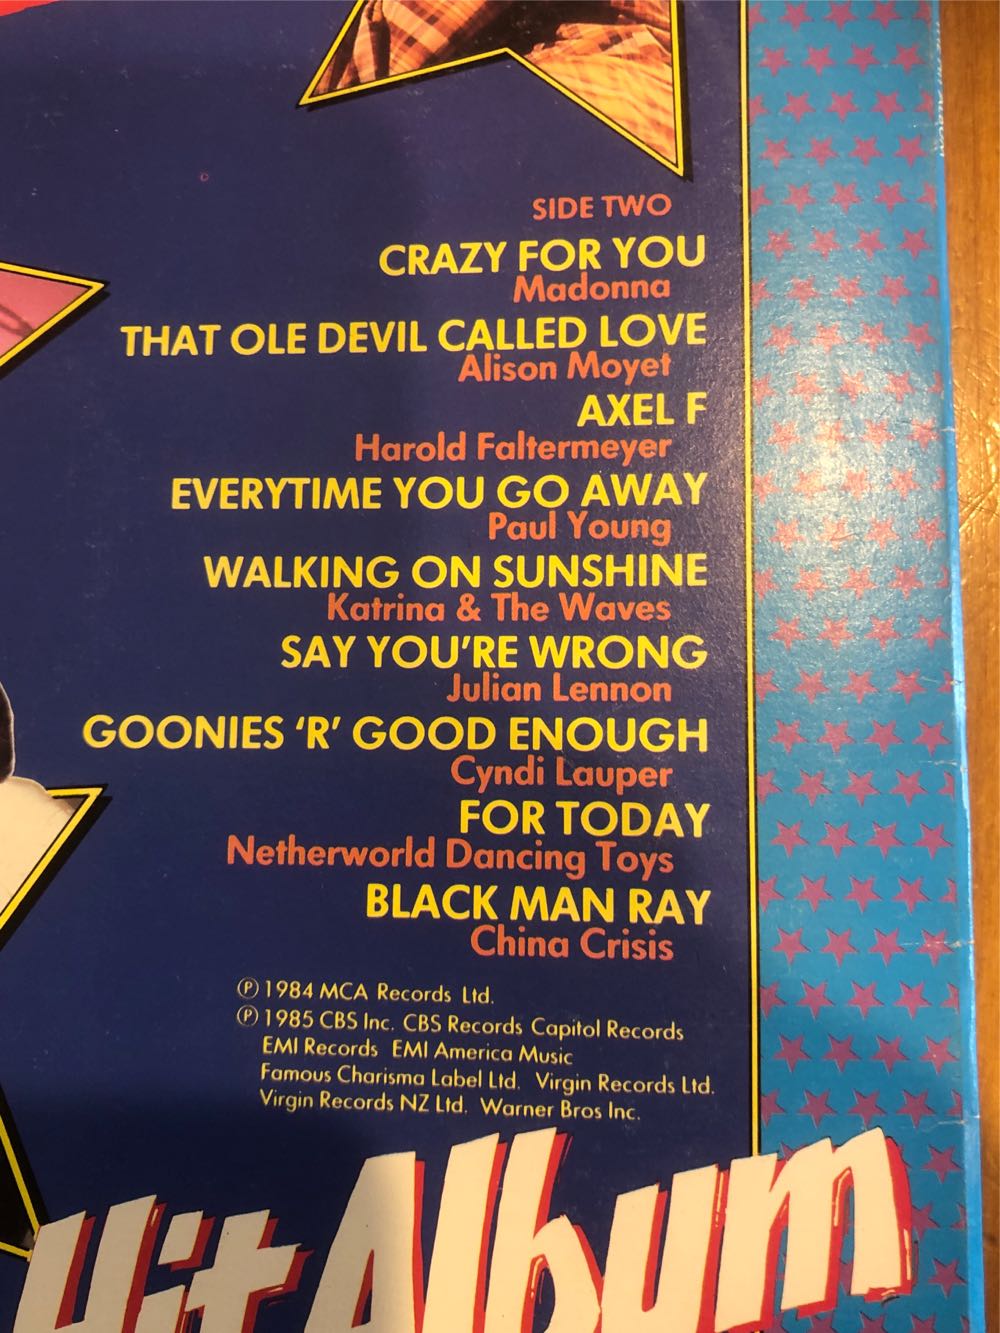 SIDE TWO
CRAZY FOR YOU
Madonna
THAT OLE DEVIL CALLED LOVE
Alison Moyet
AXEL F
Harold Faltermeyer
EVERYTIME YOU GO AWAY
Paul Young
WALKING ON SUNSHINE
Katrina & The Waves
SAY YOU'RE WRONG
Julian Lennon
GOONIES 'R' GOOD ENOUGH
Cyndi Lauper
FOR TODAY
Netherworld Dancing Toys
BLACK MAN RAY
China Crisis
℗ 1984 MCA Records Ltd.
℗ 1985 CBS Inc. CBS Records Capitol Records
EMI Records EMI America Music
Famous Charisma Label Ltd. Virgin Records Ltd.
Virgin Records NZ Ltd. Warner Bros Inc.
Hit Album